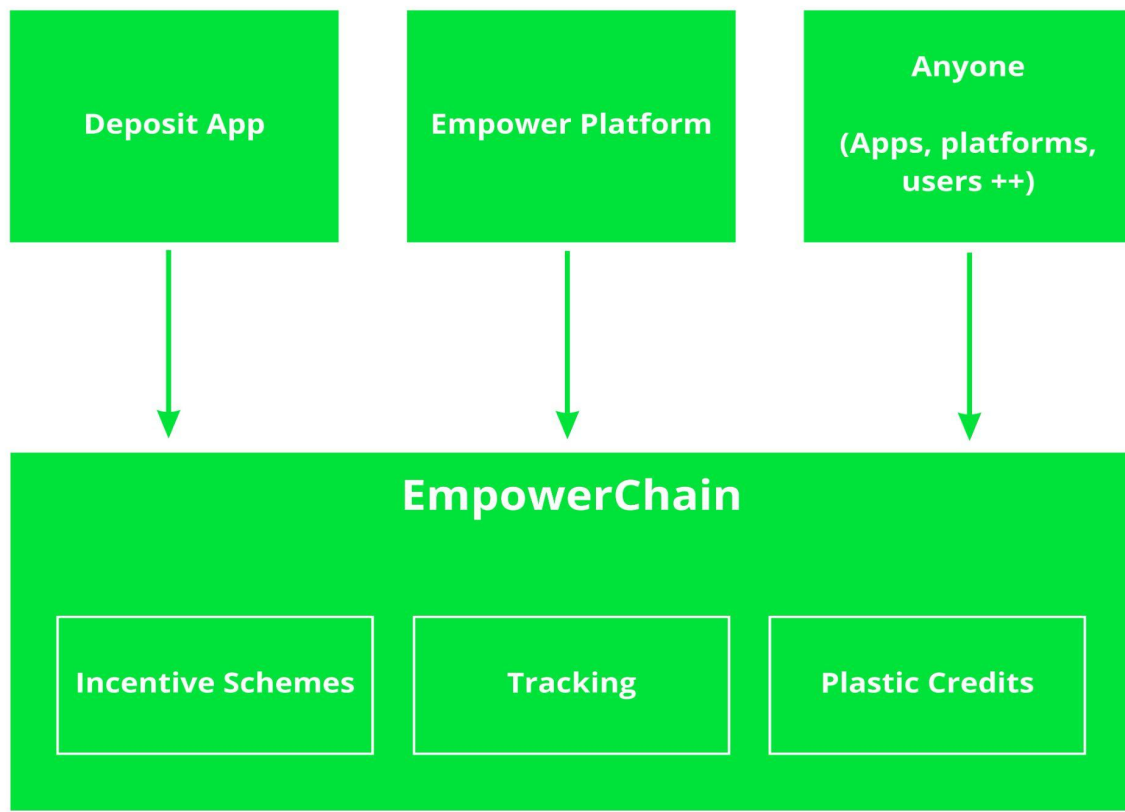 Deposit App
Empower Platform
Anyone
(Apps, platforms,
users ++)
EmpowerChain
Incentive Schemes
Tracking
Plastic Credits